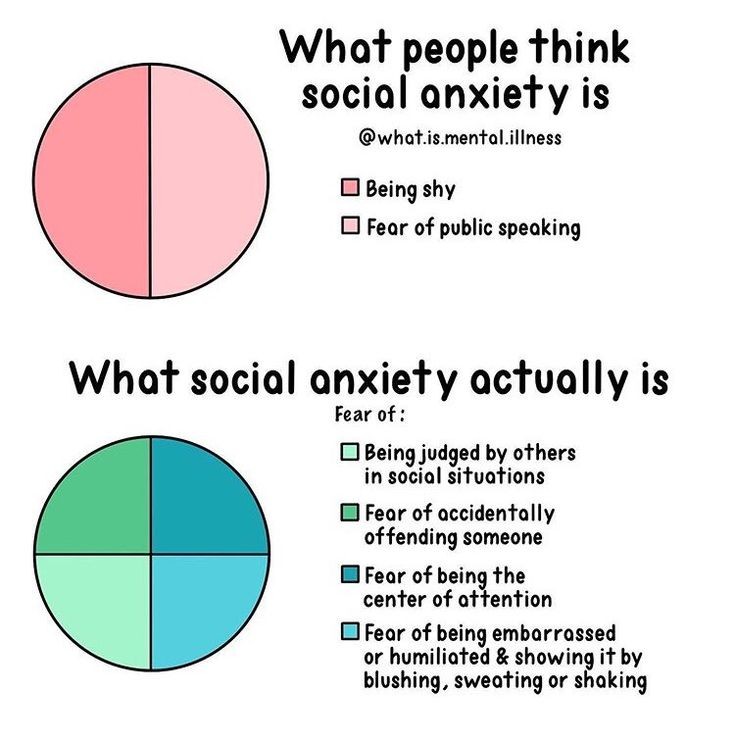 What people think
social anxiety is
@what.is.mental.illness
Being shy
Fear of public speaking
What social anxiety actually is
Fear of:
Being judged by others
in social situations
Fear of accidentally
offending someone
Fear of being the
center of attention
Fear of being embarrassed
or humiliated & showing it by
blushing, sweating or shaking